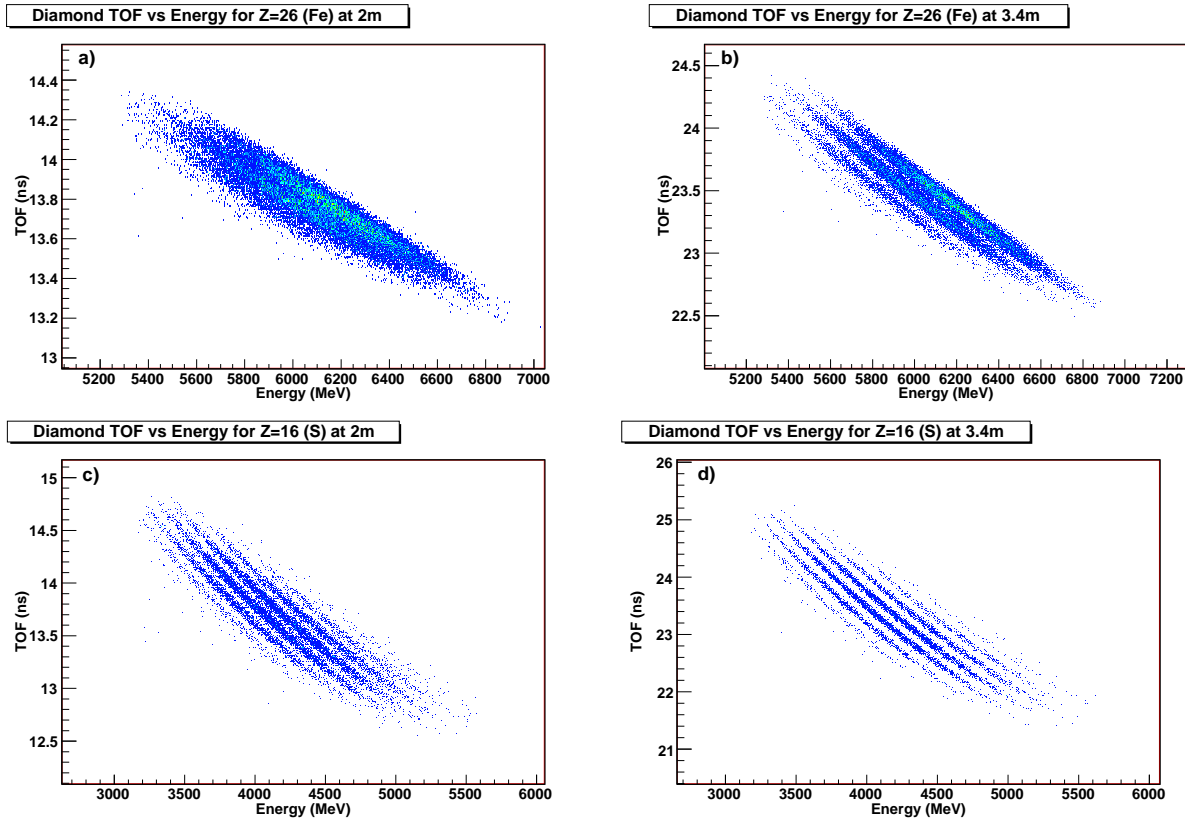 Diamond TOF vs Energy for Z=26 (Fe) at 2m
a)
14.4
14.2
14
13.8
13.6
13.4
13.2
13
TOF (ns)
5200 5400 5600 5800 6000 6200 6400 6600 6800 7000
Energy (MeV)
Diamond TOF vs Energy for Z=26 (Fe) at 3.4m
b)
24.5
24
23.5
23
22.5
TOF (ns)
5200 5400 5600 5800 6000 6200 6400 6600 6800 7000 7200
Energy (MeV)
Diamond TOF vs Energy for Z=16 (S) at 2m
c)
15
14.5
14
13.5
13
12.5
TOF (ns)
3000 3500 4000 4500 5000 5500 6000
Energy (MeV)
Diamond TOF vs Energy for Z=16 (S) at 3.4m
d)
26
25
24
23
22
21
TOF (ns)
3000 3500 4000 4500 5000 5500 6000
Energy (MeV)